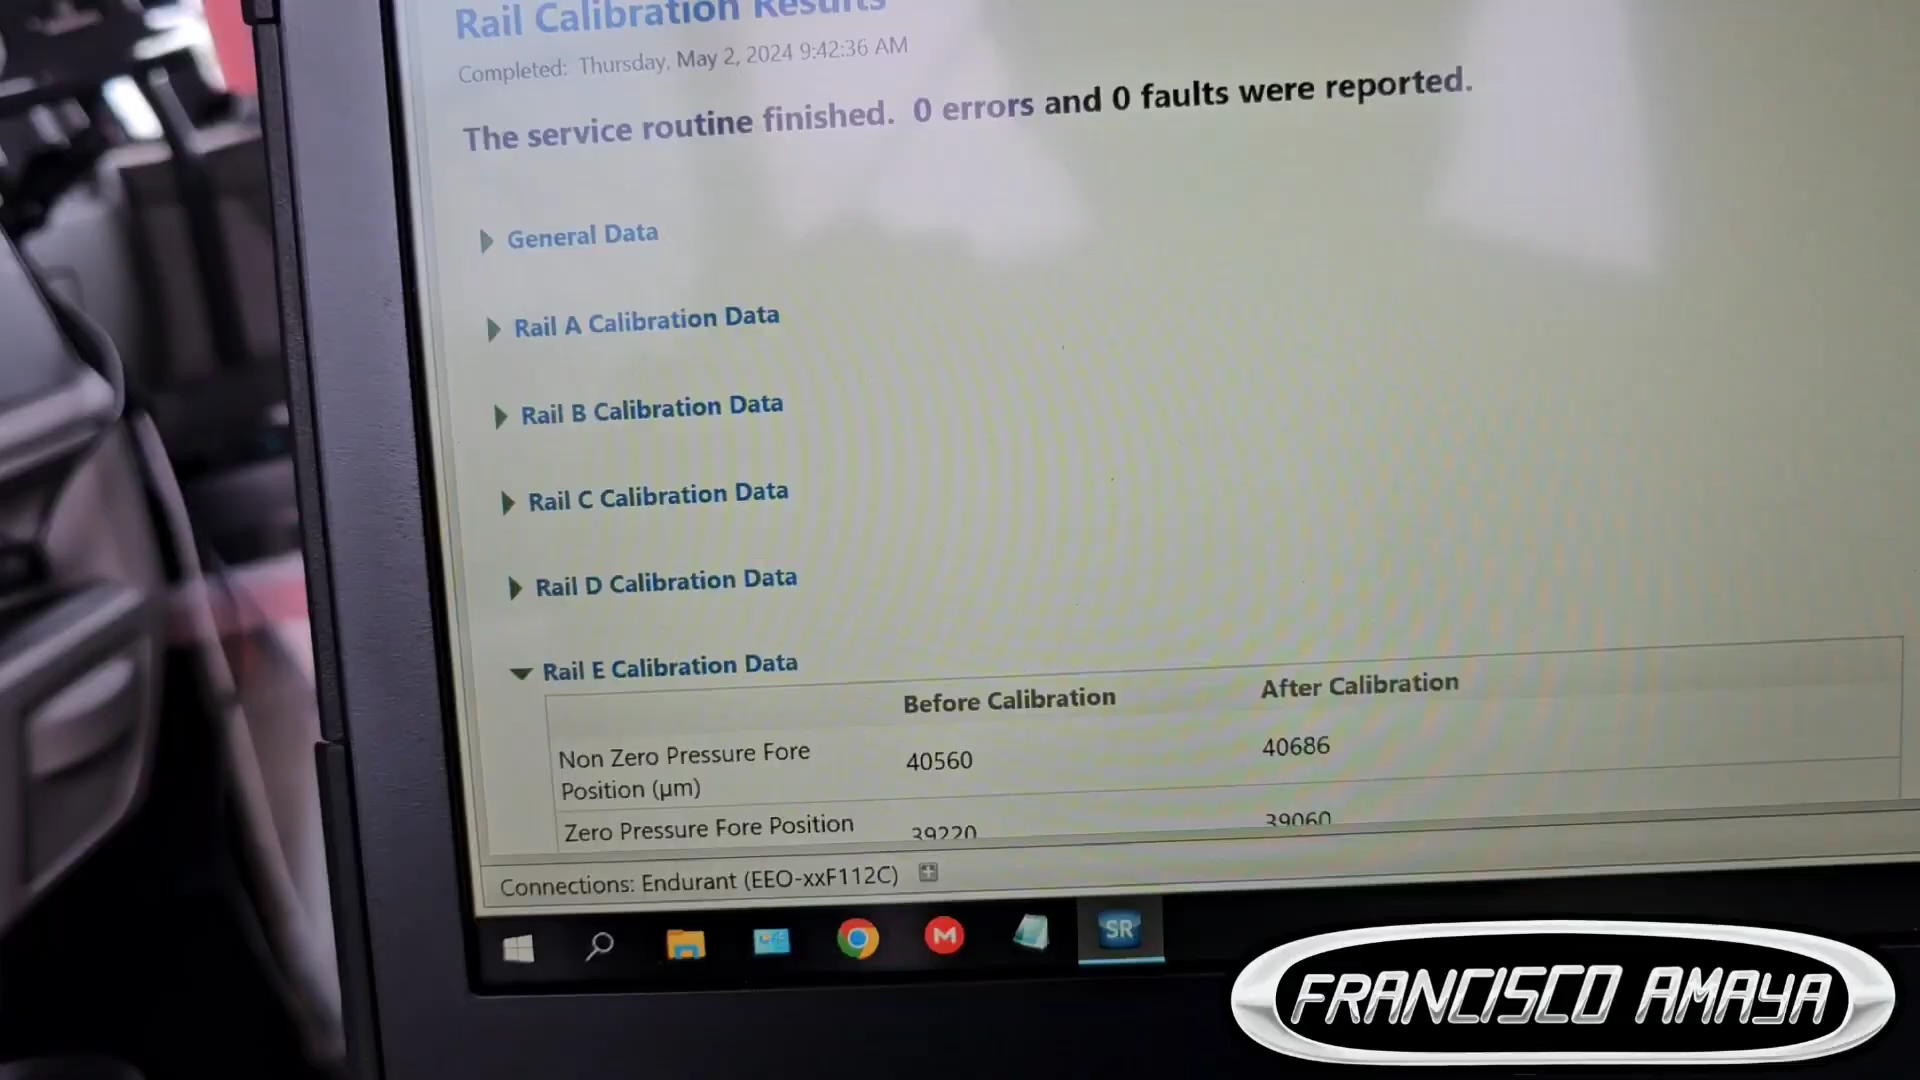 Rail Calibration Results
Completed: Thursday, May 2, 2024 9:42:36 AM
The service routine finished. 0 errors and 0 faults were reported.
General Data
Rail A Calibration Data
Rail B Calibration Data
Rail C Calibration Data
Rail D Calibration Data
Rail E Calibration Data
Before Calibration After Calibration
Non Zero Pressure Fore Position (µm) 40560 40686
Zero Pressure Fore Position 39220 39060
Connections: Endurant (EEO-xxF112C)
SR
FRANCISCO AMAYA